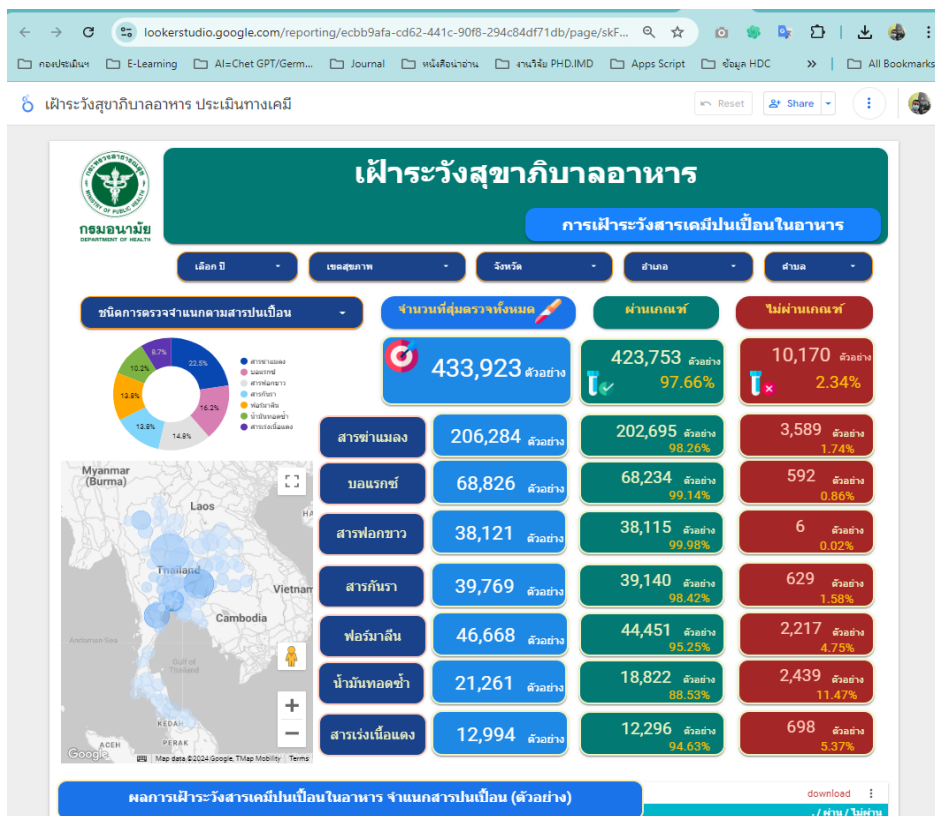 lookerstudio.google.com/reporting/ecbb9afa-cd62-441c-90f8-294c84df71db/page/skF...
กองประเมินฯ E-Learning AI=Chet GPT/Germ... Journal หนังสือน่าอ่าน งานวิจัย PHD.IMD Apps Script ข้อมูล HDC » All Bookmarks
เฝ้าระวังสุขาภิบาลอาหาร ประเมินทางเคมี Reset Share
กระทรวงสาธารณสุข
MINISTRY OF PUBLIC HEALTH
กรมอนามัย
DEPARTMENT OF HEALTH
เฝ้าระวังสุขาภิบาลอาหาร
การเฝ้าระวังสารเคมีปนเปื้อนในอาหาร
เลือก ปี เขตสุขภาพ จังหวัด อำเภอ ตำบล
ชนิดการตรวจจำแนกตามสารปนเปื้อน
จำนวนที่สุ่มตรวจทั้งหมด ผ่านเกณฑ์ ไม่ผ่านเกณฑ์
22.5%
16.2%
14.8%
13.8%
13.8%
10.2%
8.7%
สารฆ่าแมลง
บอแรกซ์
สารฟอกขาว
สารกันรา
ฟอร์มาลีน
น้ำมันทอดซ้ำ
สารเร่งเนื้อแดง
433,923 ตัวอย่าง 423,753 ตัวอย่าง 10,170 ตัวอย่าง
97.66% 2.34%
สารฆ่าแมลง 206,284 ตัวอย่าง 202,695 ตัวอย่าง 3,589 ตัวอย่าง
98.26% 1.74%
บอแรกซ์ 68,826 ตัวอย่าง 68,234 ตัวอย่าง 592 ตัวอย่าง
99.14% 0.86%
สารฟอกขาว 38,121 ตัวอย่าง 38,115 ตัวอย่าง 6 ตัวอย่าง
99.98% 0.02%
สารกันรา 39,769 ตัวอย่าง 39,140 ตัวอย่าง 629 ตัวอย่าง
98.42% 1.58%
ฟอร์มาลีน 46,668 ตัวอย่าง 44,451 ตัวอย่าง 2,217 ตัวอย่าง
95.25% 4.75%
น้ำมันทอดซ้ำ 21,261 ตัวอย่าง 18,822 ตัวอย่าง 2,439 ตัวอย่าง
88.53% 11.47%
สารเร่งเนื้อแดง 12,994 ตัวอย่าง 12,296 ตัวอย่าง 698 ตัวอย่าง
94.63% 5.37%
Myanmar
(Burma)
Laos
HA
Thailand
Vietnam
Cambodia
Andaman Sea
Gulf of
Thailand
KEDAH
ACEH PERAK
Google Map data ©2024 Google, TMap Mobility Terms
ผลการเฝ้าระวังสารเคมีปนเปื้อนในอาหาร จำแนกสารปนเปื้อน (ตัวอย่าง)
download
/ ผ่าน / ไม่ผ่าน